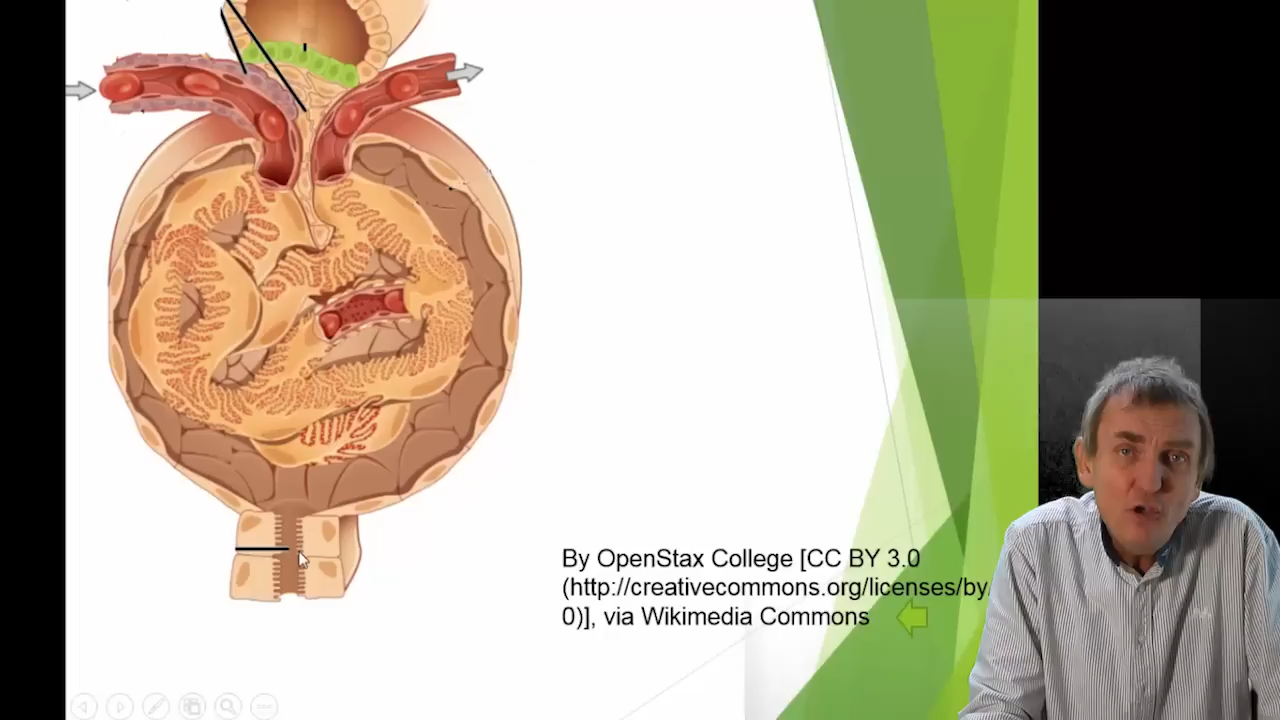 By OpenStax College [CC BY 3.0
(http://creativecommons.org/licenses/by
0)], via Wikimedia Commons